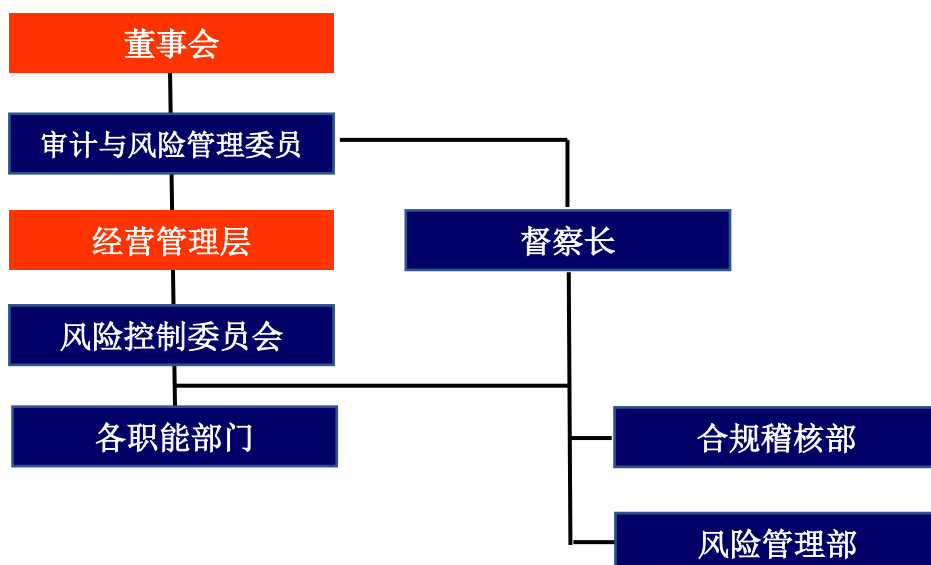 董事会
审计与风险管理委员
经营管理层
督察长
风险控制委员会
各职能部门
合规稽核部
风险管理部